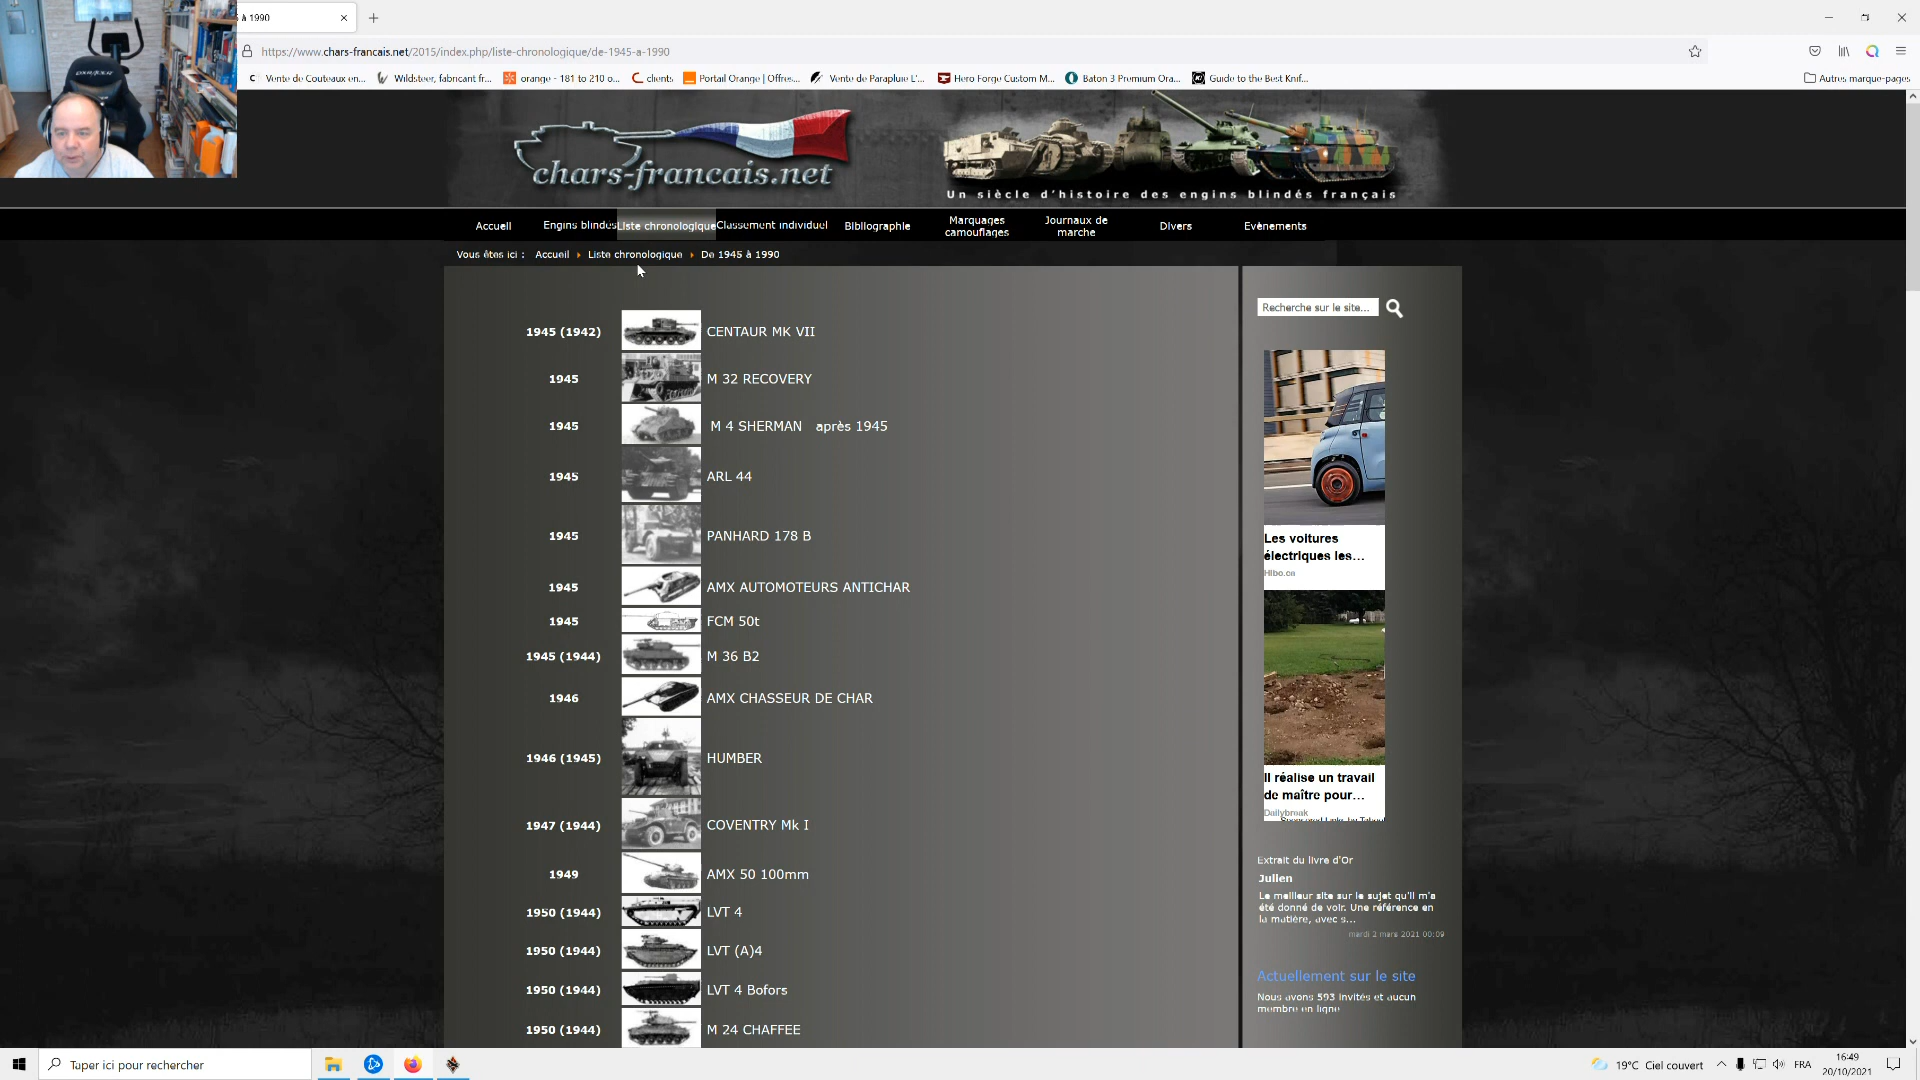 à 1990
https://www.chars-francais.net/2015/index.php/liste-chronologique/de-1945-a-1990
Vente de Couteaux en... Wildsteer, fabricant fr... orange - 181 to 210 o... clients Portail Orange | Offres... Vente de Parapluie L'... Hero Forge Custom M... Baton 3 Premium Ora... Guide to the Best Knif... Autres marque-pages
chars-francais.net
Un siècle d'histoire des engins blindés français
Accueil Engins blindés Liste chronologique Classement individuel Bibliographie Marquages camouflages Journaux de marche Divers Evènements
Vous êtes ici : Accueil Liste chronologique De 1945 à 1990
Recherche sur le site...
1945 (1942) CENTAUR MK VII
1945 M 32 RECOVERY
1945 M 4 SHERMAN après 1945
1945 ARL 44
1945 PANHARD 178 B
1945 AMX AUTOMOTEURS ANTICHAR
1945 FCM 50t
1945 (1944) M 36 B2
1946 AMX CHASSEUR DE CHAR
1946 (1945) HUMBER
1947 (1944) COVENTRY Mk I
1949 AMX 50 100mm
1950 (1944) LVT 4
1950 (1944) LVT (A)4
1950 (1944) LVT 4 Bofors
1950 (1944) M 24 CHAFFEE
Les voitures
électriques les...
Hibo.cn
Il réalise un travail
de maître pour...
Dailybreak
Extrait du livre d'Or
Julien
Le meilleur site sur le sujet qu'il m'a
été donné de voir. Une référence en
la matière, avec s...
mardi 2 mars 2021 00:09
Actuellement sur le site
Nous avons 593 invités et aucun
membre en ligne
Taper ici pour rechercher
19°C Ciel couvert
FRA
16:49
20/10/2021